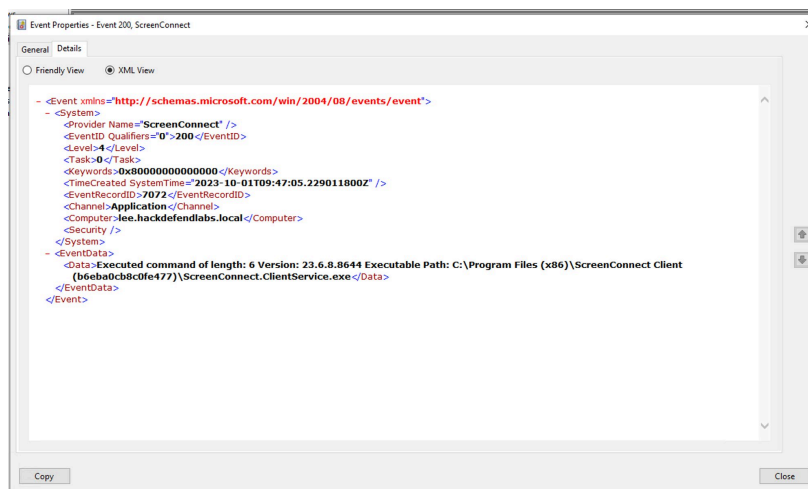 Event Properties - Event 200, ScreenConnect
General Details
Friendly View XML View
- <Event xmlns="http://schemas.microsoft.com/win/2004/08/events/event">
- <System>
<Provider Name="ScreenConnect" />
<EventID Qualifiers="0">200</EventID>
<Level>4</Level>
<Task>0</Task>
<Keywords>0x80000000000000</Keywords>
<TimeCreated SystemTime="2023-10-01T09:47:05.229011800Z" />
<EventRecordID>7072</EventRecordID>
<Channel>Application</Channel>
<Computer>lee.hackdefendlabs.local</Computer>
<Security />
</System>
- <EventData>
<Data>Executed command of length: 6 Version: 23.6.8.8644 Executable Path: C:\Program Files (x86)\ScreenConnect Client
(b6eba0cb8c0fe477)\ScreenConnect.ClientService.exe</Data>
</EventData>
</Event>
Copy Close